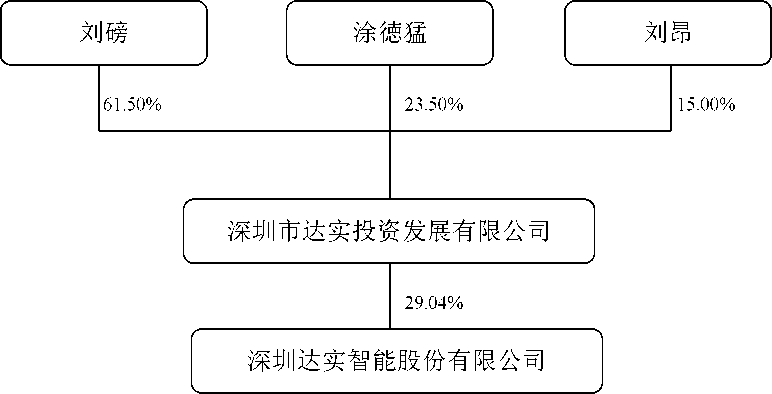 刘磅
涂德猛
刘昂
61.50%
23.50%
15.00%
深圳市达实投资发展有限公司
29.04%
深圳达实智能股份有限公司